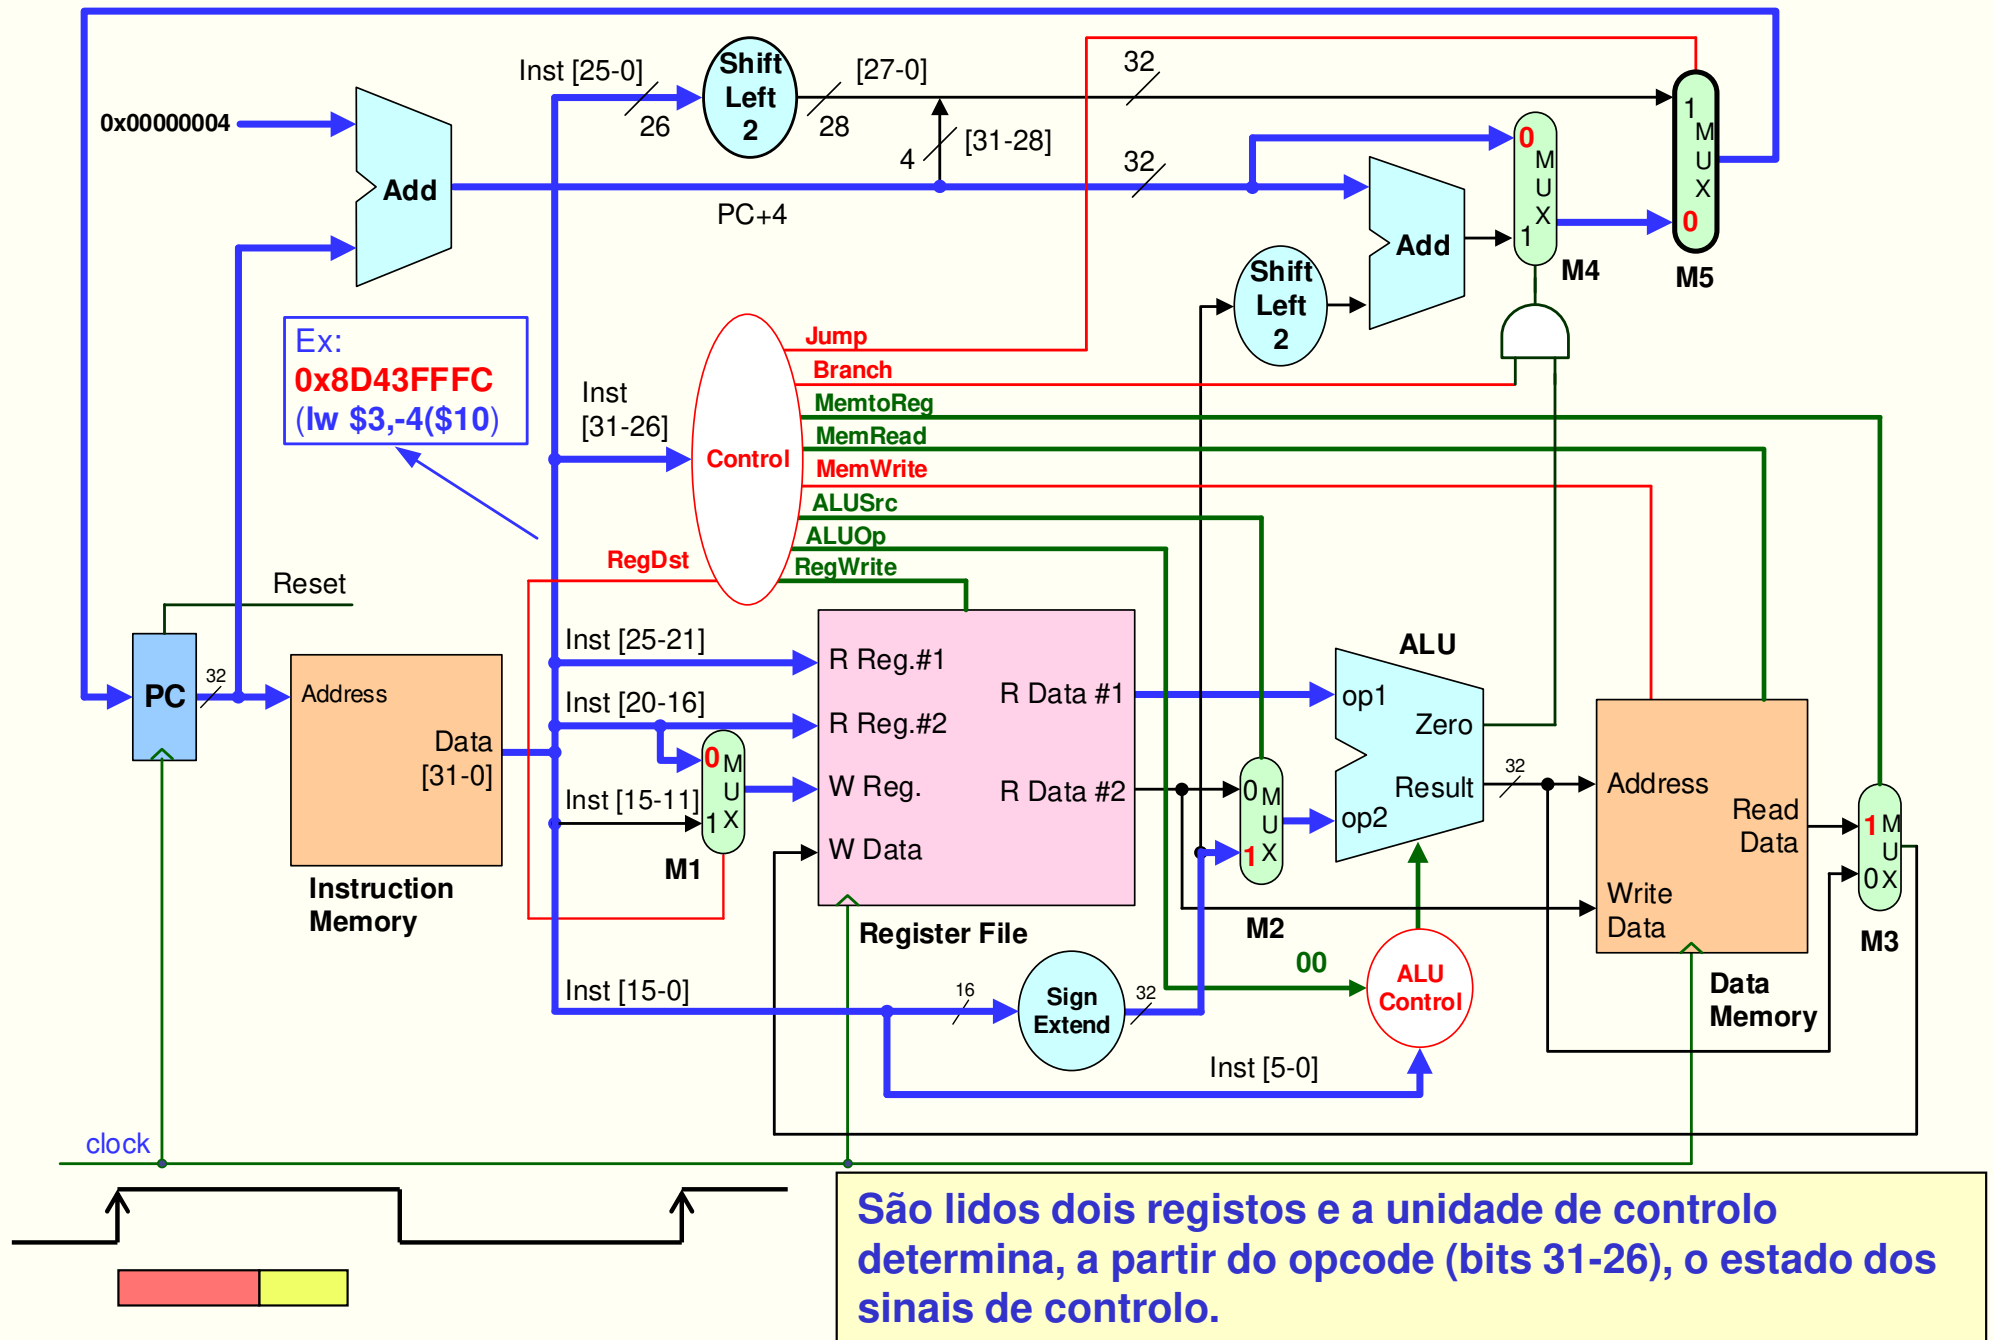 Inst [25-0]
26
Shift
Left
2
[27-0]
28
32
4
[31-28]
0x00000004
Add
PC+4
32
0
M
U
X
1
M4
1
M
U
X
0
M5
Add
Shift
Left
2
Ex:
0x8D43FFFC
(lw $3,-4($10)
Inst
[31-26]
Control
Jump
Branch
MemtoReg
MemRead
MemWrite
ALUSrc
ALUOp
RegWrite
RegDst
Reset
PC
32
Address
Data
[31-0]
Instruction
Memory
Inst [25-21]
Inst [20-16]
Inst [15-11]
0
M
U
X
1
M1
R Reg.#1
R Reg.#2
W Reg.
W Data
R Data #1
R Data #2
Register File
0
M
U
X
1
M2
ALU
op1
Zero
Result
op2
32
Address
Read
Data
Write
Data
Data
Memory
1
M
U
X
0
M3
00
ALU
Control
Inst [15-0]
16
Sign
Extend
32
Inst [5-0]
clock
São lidos dois registos e a unidade de controlo
determina, a partir do opcode (bits 31-26), o estado dos
sinais de controlo.